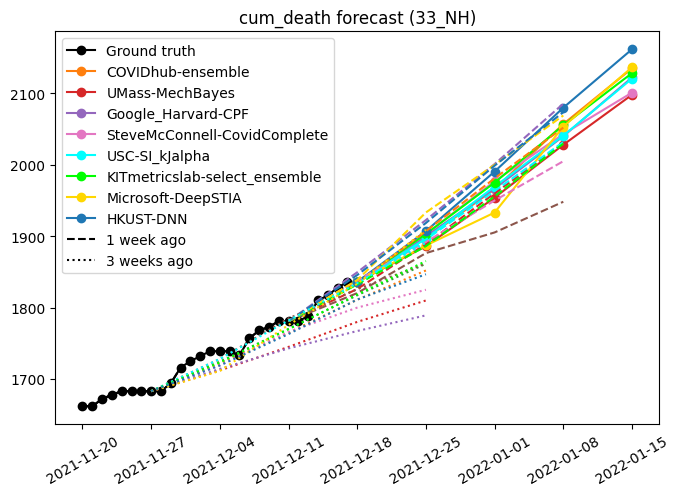 cum_death forecast (33_NH)
Ground truth
COVIDhub-ensemble
UMass-MechBayes
Google_Harvard-CPF
SteveMcConnell-CovidComplete
USC-SI_kJalpha
KITmetricslab-select_ensemble
Microsoft-DeepSTIA
HKUST-DNN
1 week ago
3 weeks ago
2100
2000
1900
1800
1700
2021-11-20
2021-11-27
2021-12-04
2021-12-11
2021-12-18
2021-12-25
2022-01-01
2022-01-08
2022-01-15